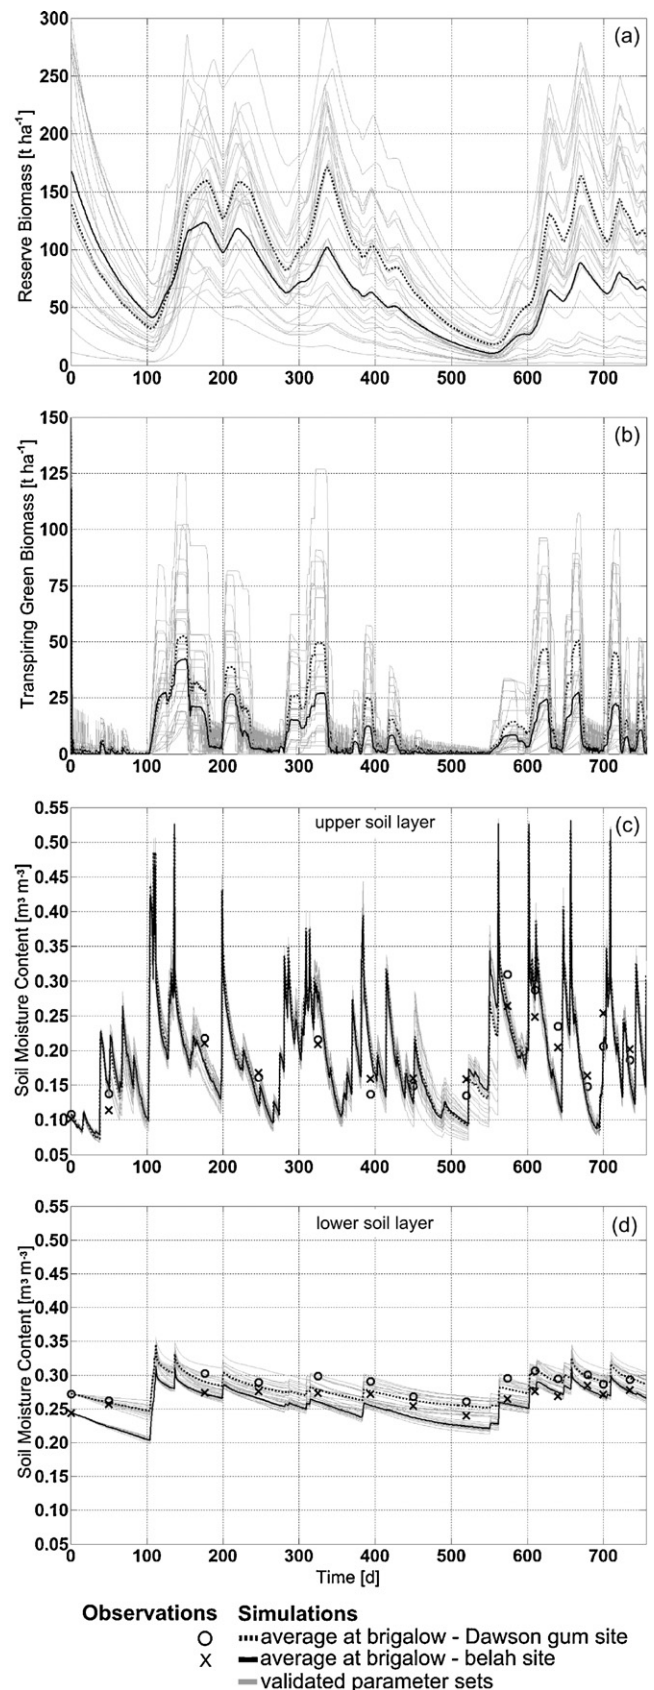 (a)
Reserve Biomass [t ha-1]
300
250
200
150
100
50
0
0 100 200 300 400 500 600 700
(b)
Transpiring Green Biomass [t ha-1]
150
125
100
75
50
25
0
0 100 200 300 400 500 600 700
upper soil layer (c)
Soil Moisture Content [m3 m-3]
0.55
0.50
0.45
0.40
0.35
0.30
0.25
0.20
0.15
0.10
0.05
0 100 200 300 400 500 600 700
lower soil layer (d)
Soil Moisture Content [m3 m-3]
0.55
0.50
0.45
0.40
0.35
0.30
0.25
0.20
0.15
0.10
0.05
0 100 200 300 400 500 600 700
Time [d]
Observations Simulations
average at brigalow - Dawson gum site
average at brigalow - belah site
validated parameter sets